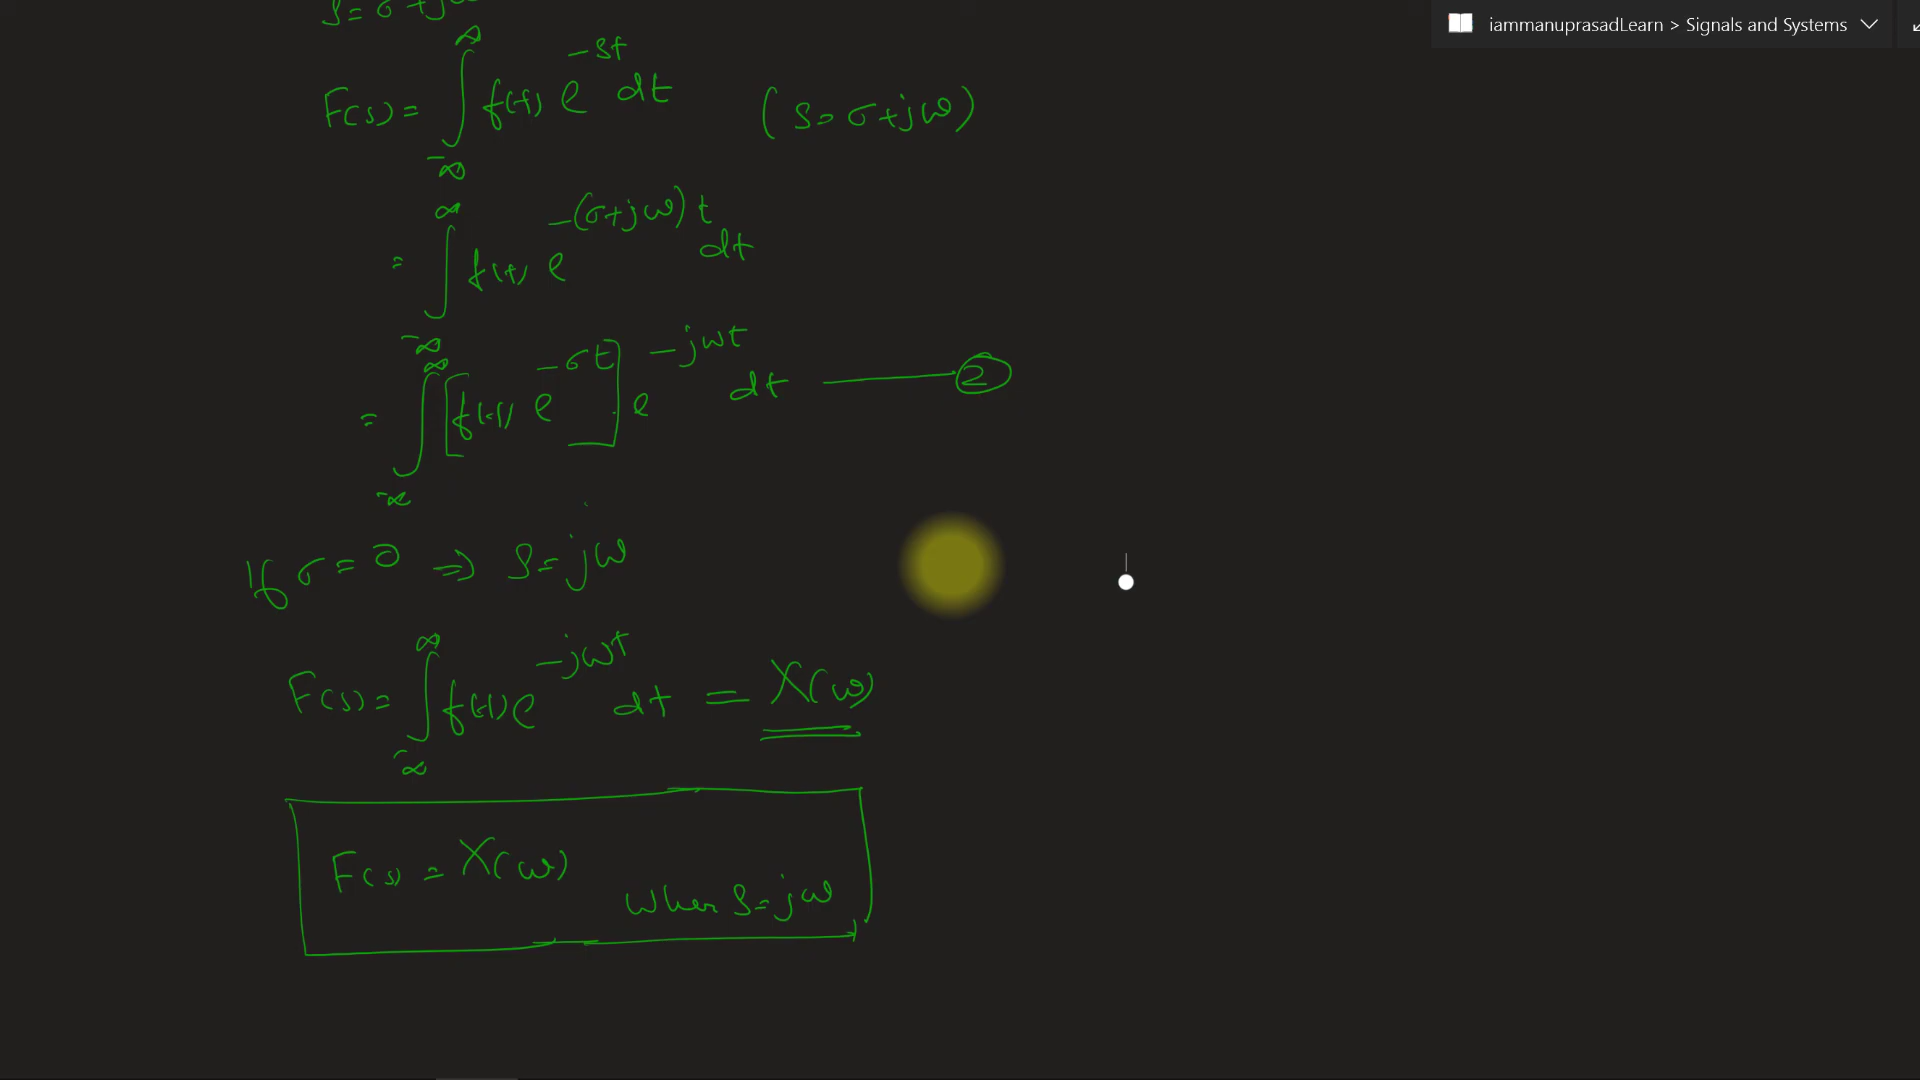 iammanuprasadLearn > Signals and Systems
S = σ + jω
F(s) = ∫_{-∞}^{∞} f(t) e^{-st} dt (s = σ + jω)
= ∫_{-∞}^{∞} f(t) e^{-(σ+jω)t} dt
= ∫_{-∞}^{∞} [f(t) e^{-σt}] e^{-jωt} dt —— ②
If σ = 0 ⇒ S = jω
F(s) = ∫_{-∞}^{∞} f(t) e^{-jωt} dt = X(ω)
F(s) = X(ω)
when S = jω